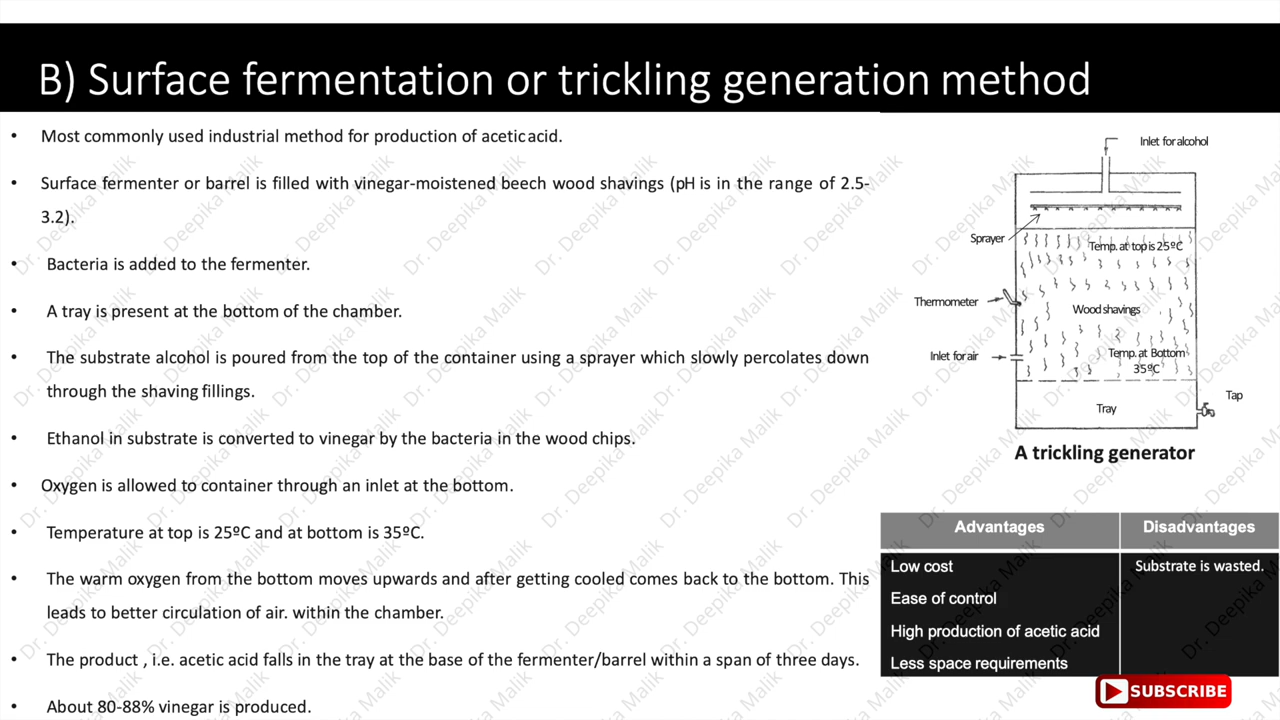 B) Surface fermentation or trickling generation method
• Most commonly used industrial method for production of acetic acid.
• Surface fermenter or barrel is filled with vinegar-moistened beech wood shavings (pH is in the range of 2.5-
3.2).
• Bacteria is added to the fermenter.
• A tray is present at the bottom of the chamber.
• The substrate alcohol is poured from the top of the container using a sprayer which slowly percolates down
through the shaving fillings.
• Ethanol in substrate is converted to vinegar by the bacteria in the wood chips.
• Oxygen is allowed to container through an inlet at the bottom.
• Temperature at top is 25ºC and at bottom is 35ºC.
• The warm oxygen from the bottom moves upwards and after getting cooled comes back to the bottom. This
leads to better circulation of air. within the chamber.
• The product , i.e. acetic acid falls in the tray at the base of the fermenter/barrel within a span of three days.
• About 80-88% vinegar is produced.
Inlet for alcohol
Sprayer
Temp. at top is 25ºC
Thermometer
Wood shavings
Inlet for air
Temp. at Bottom
35ºC
Tap
Tray
A trickling generator
Advantages Disadvantages
Low cost Substrate is wasted.
Ease of control
High production of acetic acid
Less space requirements
SUBSCRIBE
Dr. Deepika Malik